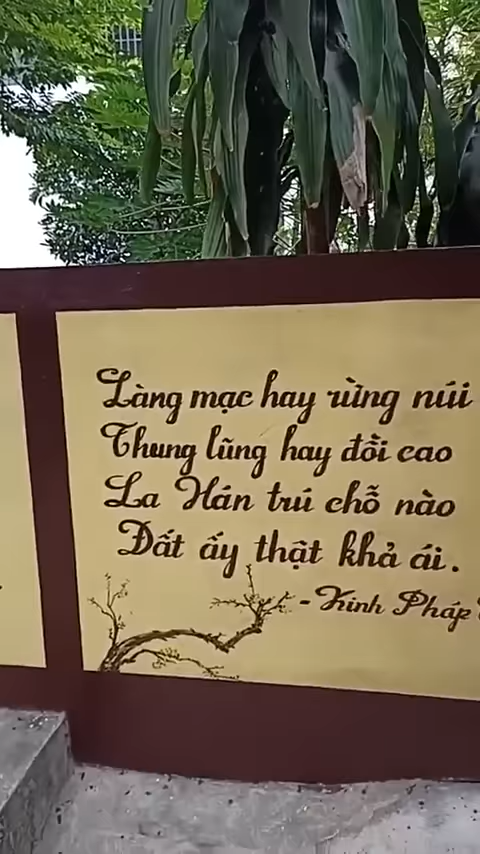 Làng mạc hay rừng núi
Thung lũng hay đồi cao
La Hán trú chỗ nào
Đất ấy thật khả ái.
- Kinh Pháp